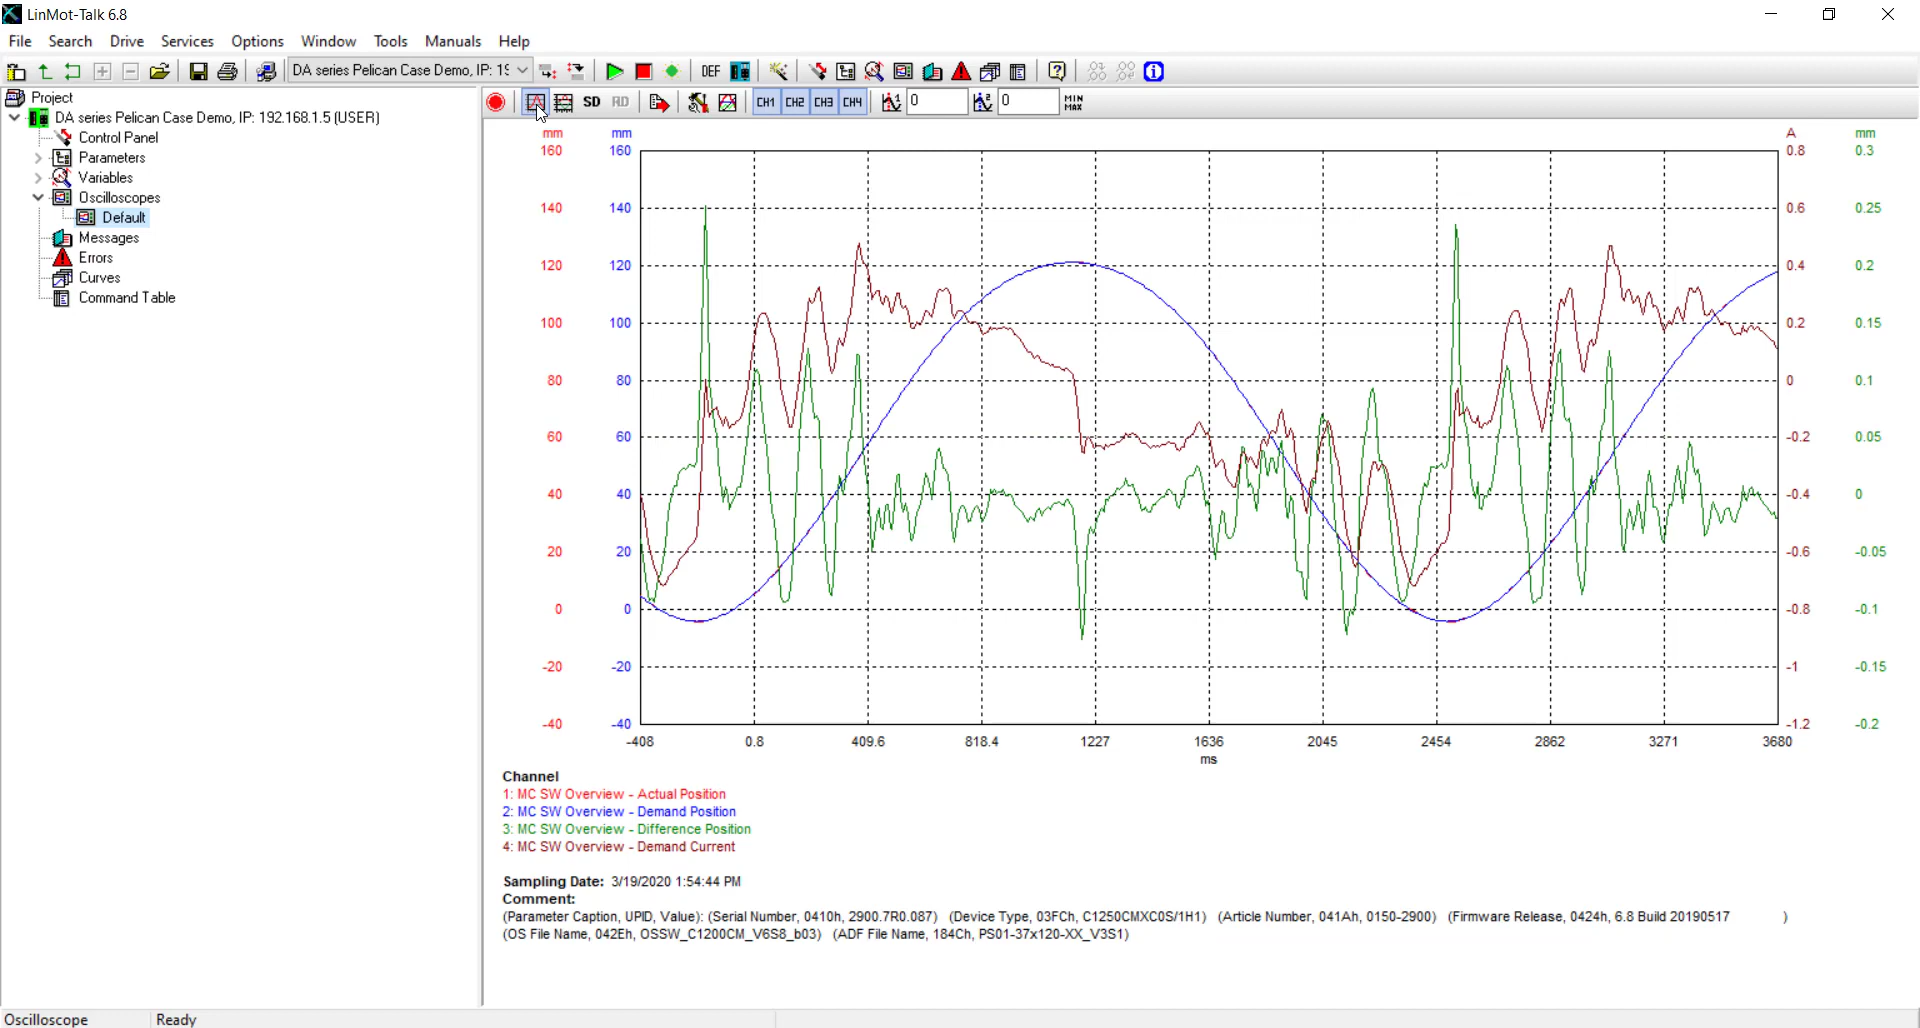 LinMot-Talk 6.8
File Search Drive Services Options Window Tools Manuals Help
DA series Pelican Case Demo, IP: 19 DEF
Project
DA series Pelican Case Demo, IP: 192.168.1.5 (USER)
Control Panel
Parameters
Variables
Oscilloscopes
Default
Messages
Errors
Curves
Command Table
SD RD CH1 CH2 CH3 CH4 0 0 MIN MAX
mm mm A mm
160 160 0.8 0.3
140 140 0.6 0.25
120 120 0.4 0.2
100 100 0.2 0.15
80 80 0 0.1
60 60 -0.2 0.05
40 40 -0.4 0
20 20 -0.6 -0.05
0 0 -0.8 -0.1
-20 -20 -1 -0.15
-40 -40 -1.2 -0.2
-408 0.8 409.6 818.4 1227 1636 2045 2454 2862 3271 3680
ms
Channel
1: MC SW Overview - Actual Position
2: MC SW Overview - Demand Position
3: MC SW Overview - Difference Position
4: MC SW Overview - Demand Current
Sampling Date: 3/19/2020 1:54:44 PM
Comment:
(Parameter Caption, UPID, Value): (Serial Number, 0410h, 2900.7R0.087) (Device Type, 03FCh, C1250CMXC0S/1H1) (Article Number, 041Ah, 0150-2900) (Firmware Release, 0424h, 6.8 Build 20190517 )
(OS File Name, 042Eh, OSSW_C1200CM_V6S8_b03) (ADF File Name, 184Ch, PS01-37x120-XX_V3S1)
Oscilloscope Ready